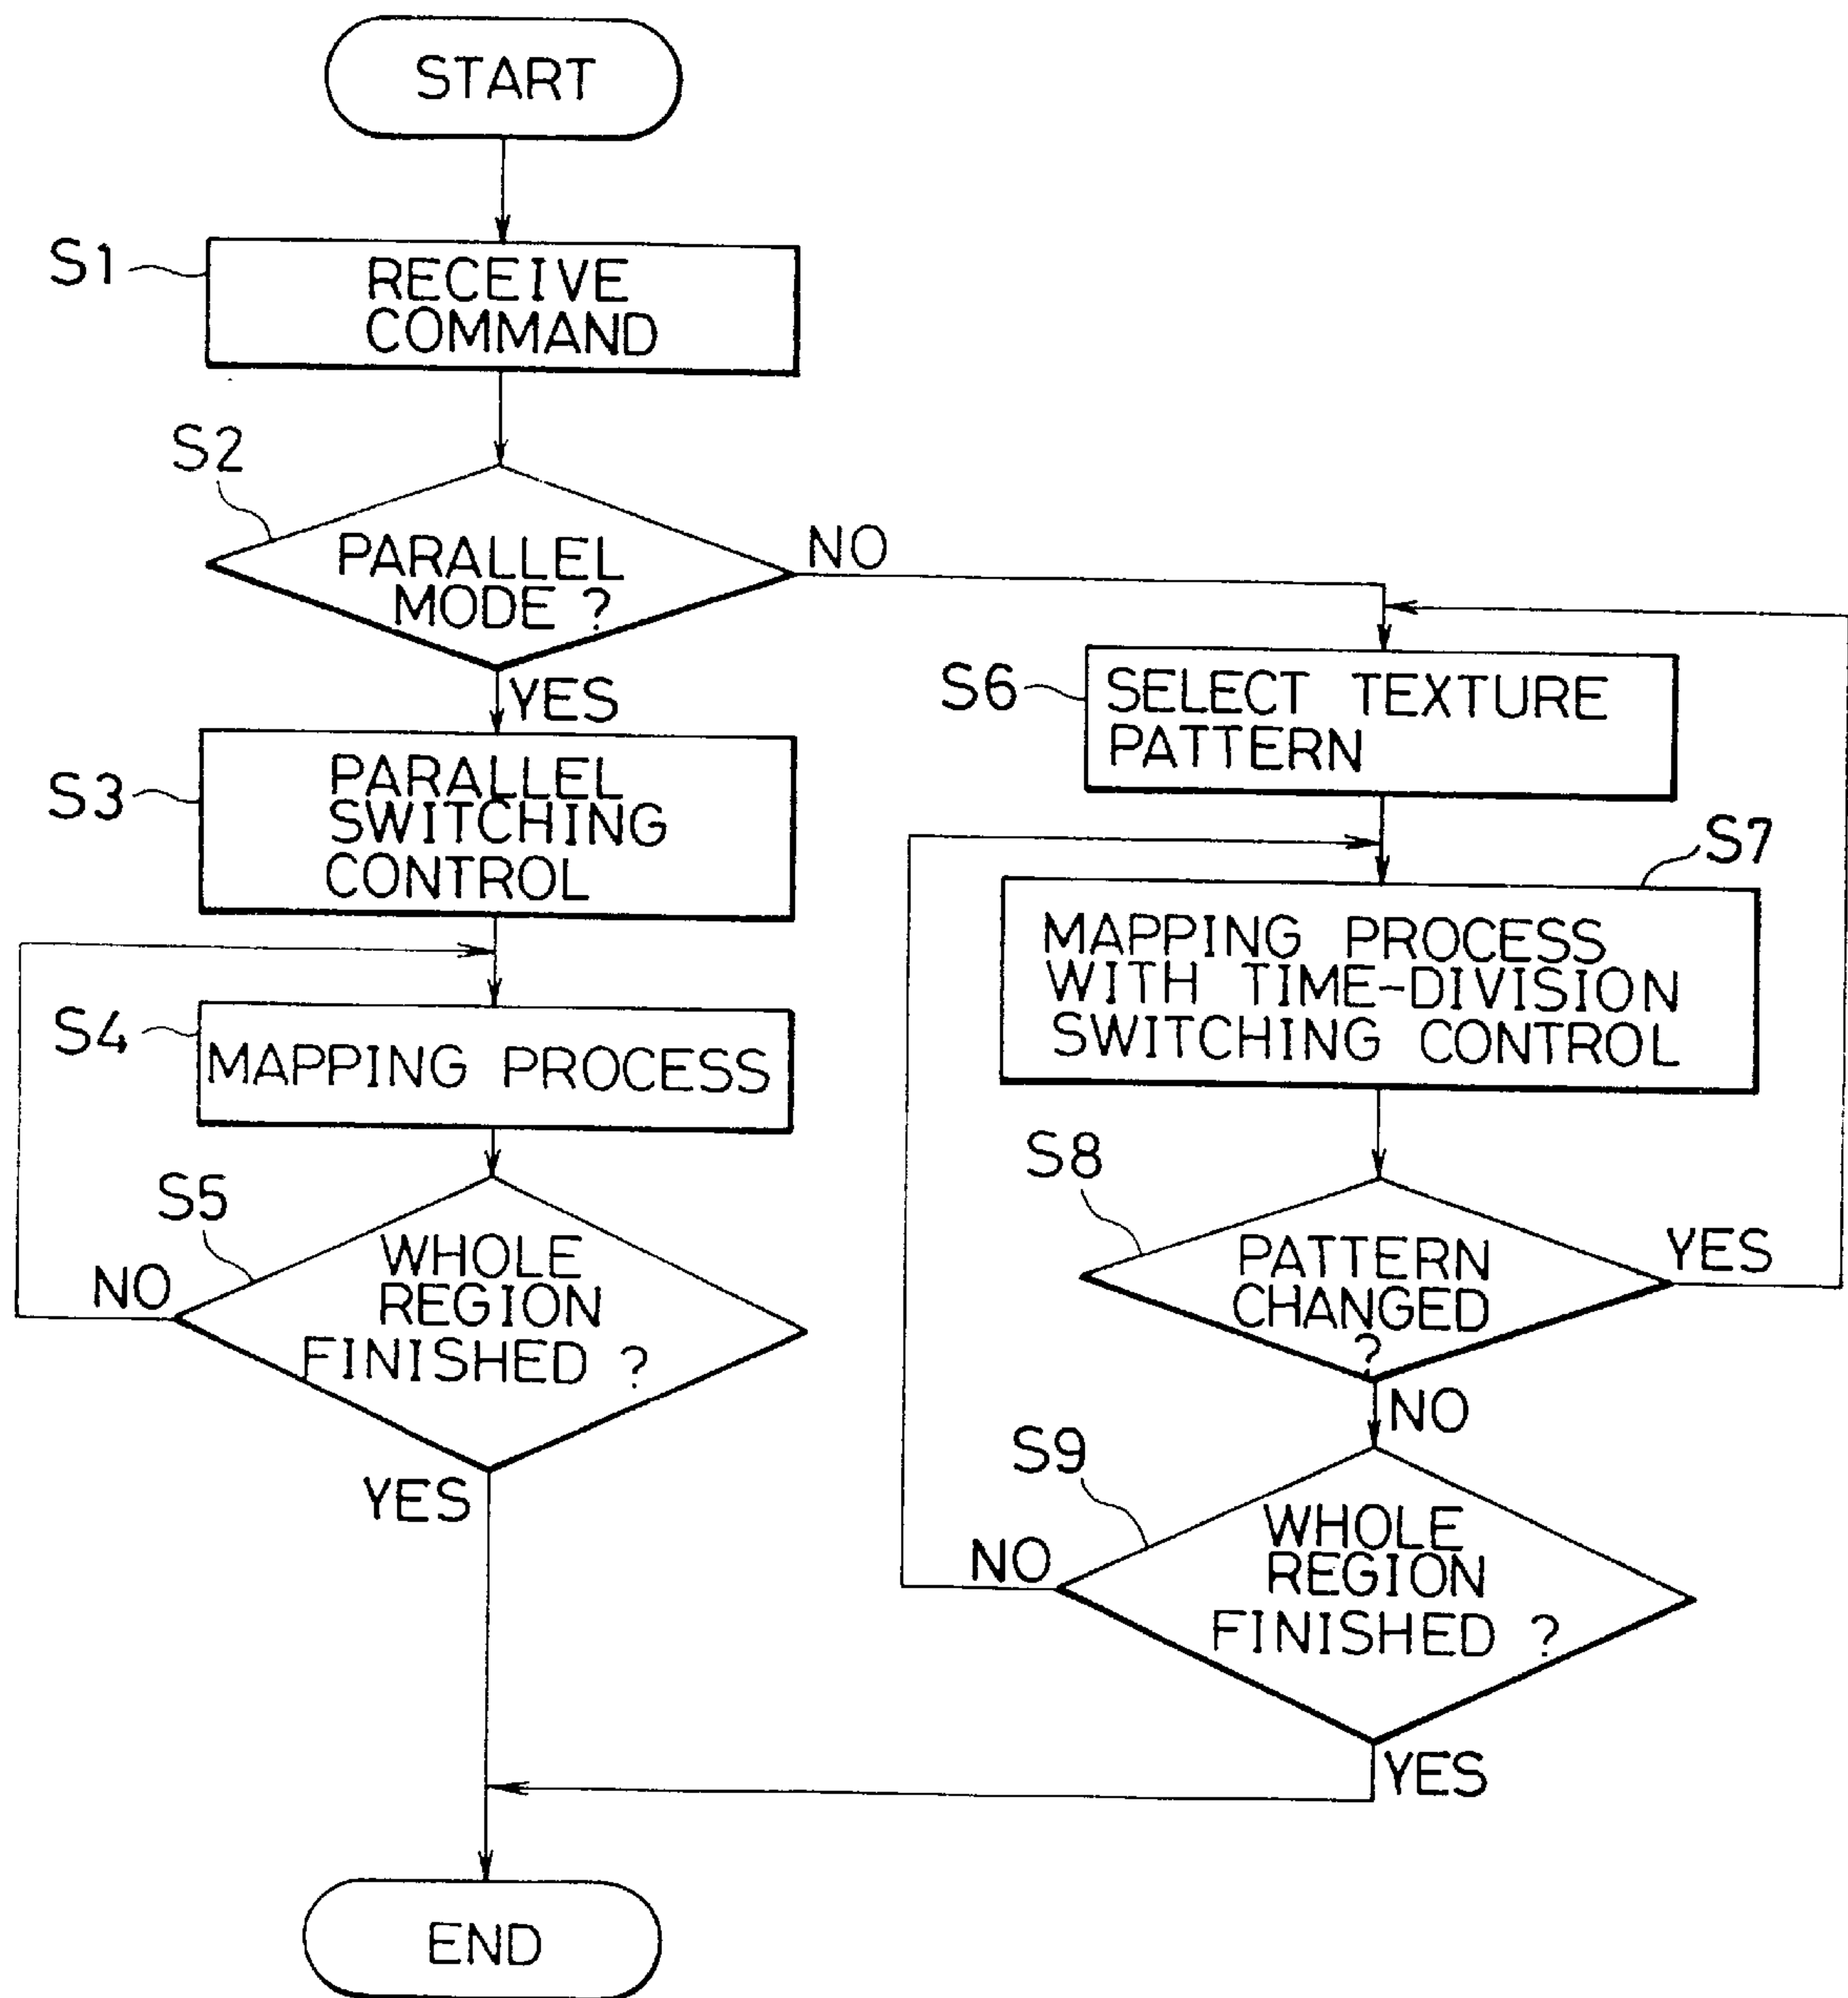 START
S1
RECEIVE
COMMAND
S2
PARALLEL
MODE ?
NO
YES
S3
PARALLEL
SWITCHING
CONTROL
S4
MAPPING PROCESS
S5
WHOLE
REGION
FINISHED ?
NO
YES
S6
SELECT TEXTURE
PATTERN
S7
MAPPING PROCESS
WITH TIME-DIVISION
SWITCHING CONTROL
S8
PATTERN
CHANGED
?
YES
NO
S9
WHOLE
REGION
FINISHED ?
NO
YES
END